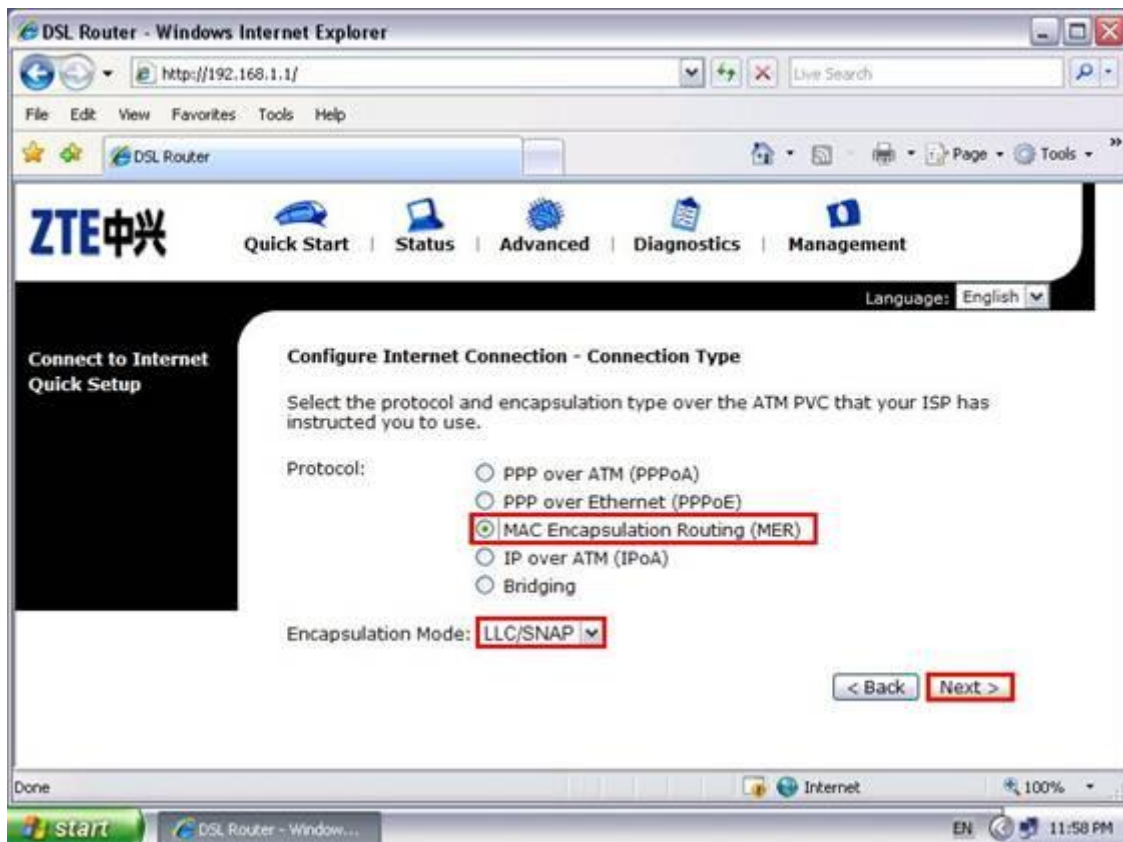 DSL Router - Windows Internet Explorer
http://192.168.1.1/
Live Search
File Edit View Favorites Tools Help
DSL Router
Page
Tools
ZTE中兴
Quick Start | Status | Advanced | Diagnostics | Management
Language: English
Connect to Internet
Quick Setup
Configure Internet Connection - Connection Type
Select the protocol and encapsulation type over the ATM PVC that your ISP has
instructed you to use.
Protocol:
PPP over ATM (PPPoA)
PPP over Ethernet (PPPoE)
MAC Encapsulation Routing (MER)
IP over ATM (IPoA)
Bridging
Encapsulation Mode: LLC/SNAP
< Back Next >
Done
Internet
100%
start
DSL Router - Window...
EN
11:58 PM